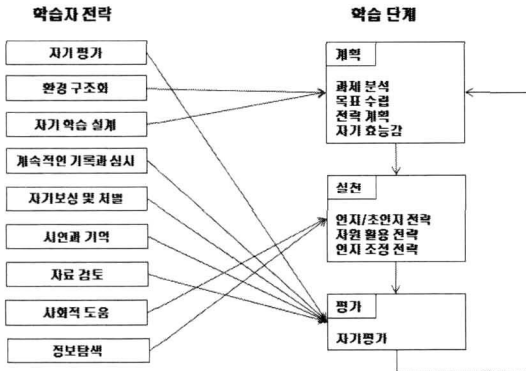 학습자 전략
학습 단계
자기 평가
환경 구조화
자기 학습 설계
계속적인 기록과 심시
자기보상 및 처벌
시연과 기억
자료 검토
사회적 도움
정보탐색
계획
과제 분석
목표 수립
전략 계획
자기 효능감
실천
인지/초인지 전략
자원 활용 전략
인지 조정 전략
평가
자기평가